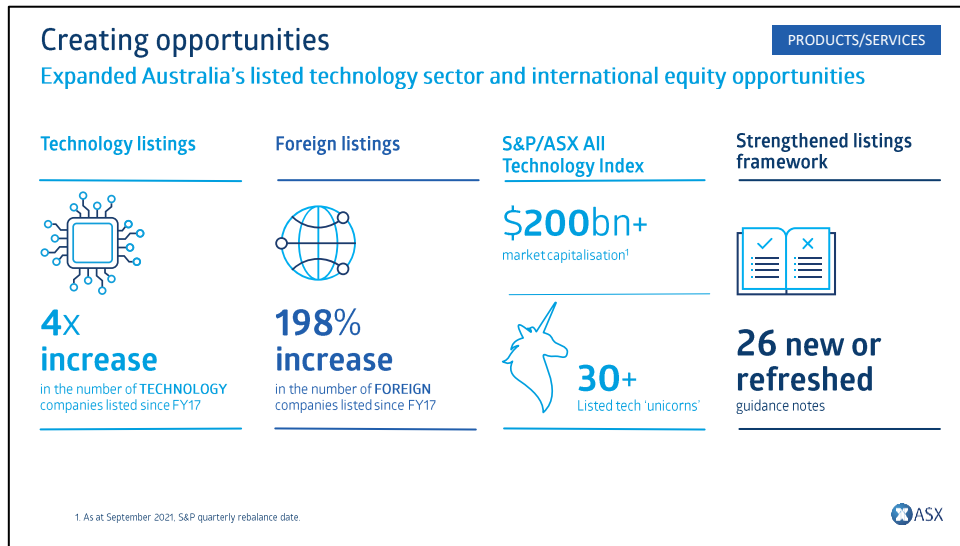 Creating opportunities
PRODUCTS/SERVICES
Expanded Australia's listed technology sector and international equity opportunities
Technology listings
4x
increase
in the number of TECHNOLOGY
companies listed since FY17
Foreign listings
198%
increase
in the number of FOREIGN
companies listed since FY17
S&P/ASX All
Technology Index
$200bn+
market capitalisation¹
30+
Listed tech 'unicorns'
Strengthened listings
framework
26 new or
refreshed
guidance notes
1. As at September 2021, S&P quarterly rebalance date.
ASX